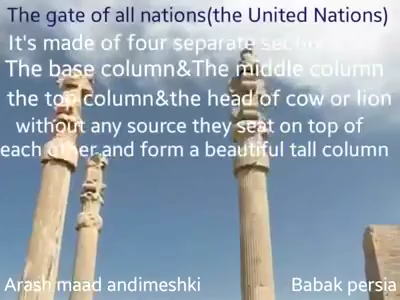 The gate of all nations(the United Nations)
It's made of four separate sections
The base column&The middle column
the top column&the head of cow or lion
without any source they seat on top of
each other and form a beautiful tall column
Arash maad andimeshki
Babak persia